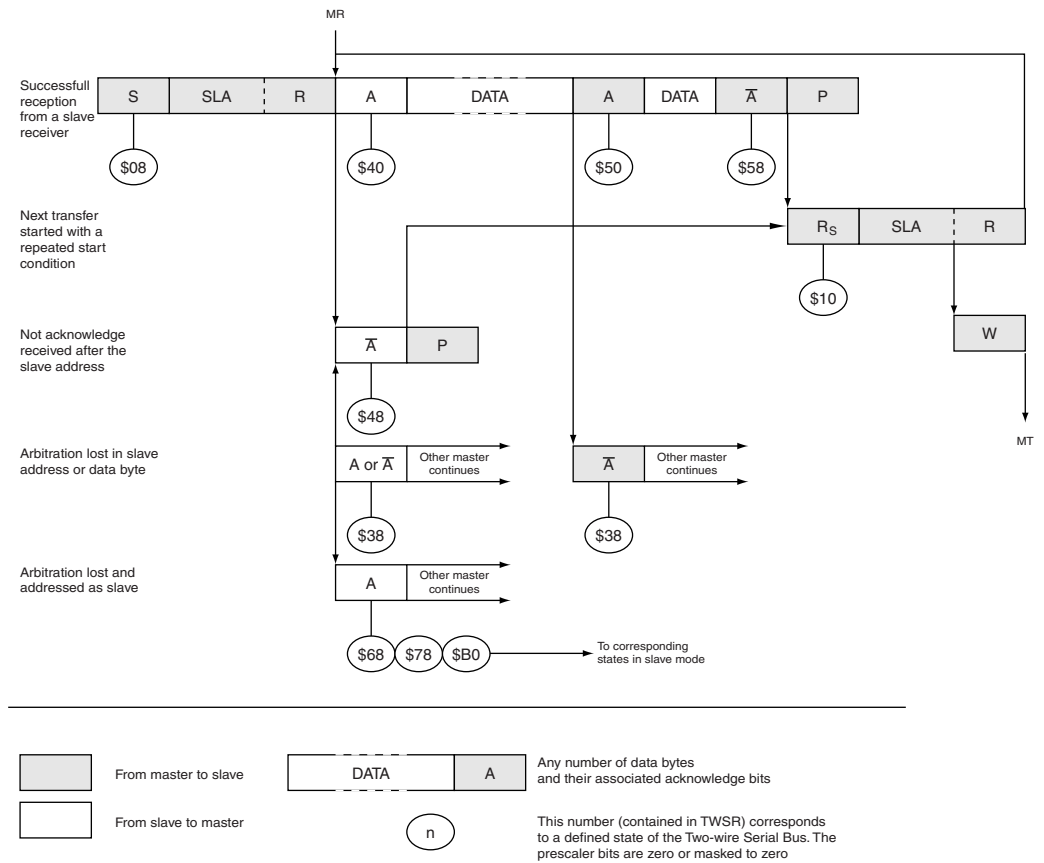 MR
Successfull
reception
from a slave
receiver
S SLA R A DATA A DATA A̅ P
$08 $40 $50 $58
Next transfer
started with a
repeated start
condition
RS SLA R
$10
Not acknowledge
received after the
slave address
A̅ P
W
$48
MT
Arbitration lost in slave
address or data byte
A or A̅
Other master
continues
A̅
Other master
continues
$38 $38
Arbitration lost and
addressed as slave
A
Other master
continues
$68 $78 $B0
To corresponding
states in slave mode
From master to slave
DATA A
Any number of data bytes
and their associated acknowledge bits
From slave to master
n
This number (contained in TWSR) corresponds
to a defined state of the Two-wire Serial Bus. The
prescaler bits are zero or masked to zero